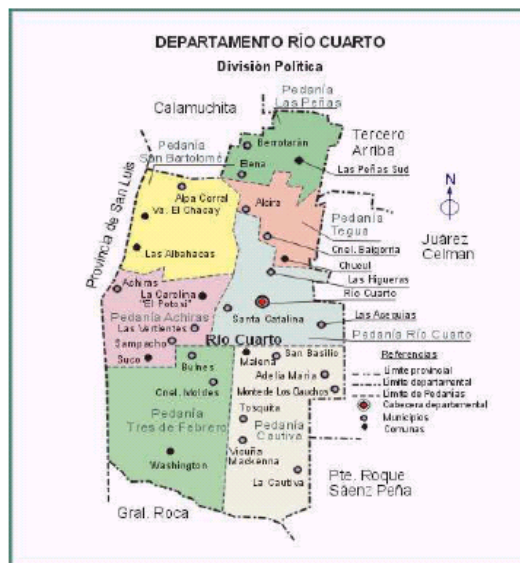 DEPARTAMENTO RÍO CUARTO
División Política
Calamuchita
Pedanía
Las Peñas
Tercero
Arriba
Berrotarán
Pedanía
San Bartolomé
Elena
Las Peñas Sud
N
Provincia de San Luis
Alpa Corral
Va. El Chacay
Alcira
Pedanía
Tegua
Cnel. Baigorria
Juárez
Celman
Las Albahacas
Chucul
Las Higueras
Achiras
Río Cuarto
La Carolina
"El Potosí"
Santa Catalina
Las Acequias
Pedanía Achiras
Las Vertientes
Pedanía Río Cuarto
Río Cuarto
Sampacho
San Basilio
Referencias
Suco
Malena
Límite provincial
Bulnes
Adelia María
Límite departamental
Cnel. Moldes
Monte de Los Gauchos
Límite de Pedanías
Cabecera departamental
Tosquita
Municipios
Pedanía
Tres de Febrero
Pedanía
Cautiva
Comunas
Vicuña
Mackenna
Washington
La Cautiva
Pte. Roque
Sáenz Peña
Gral. Roca